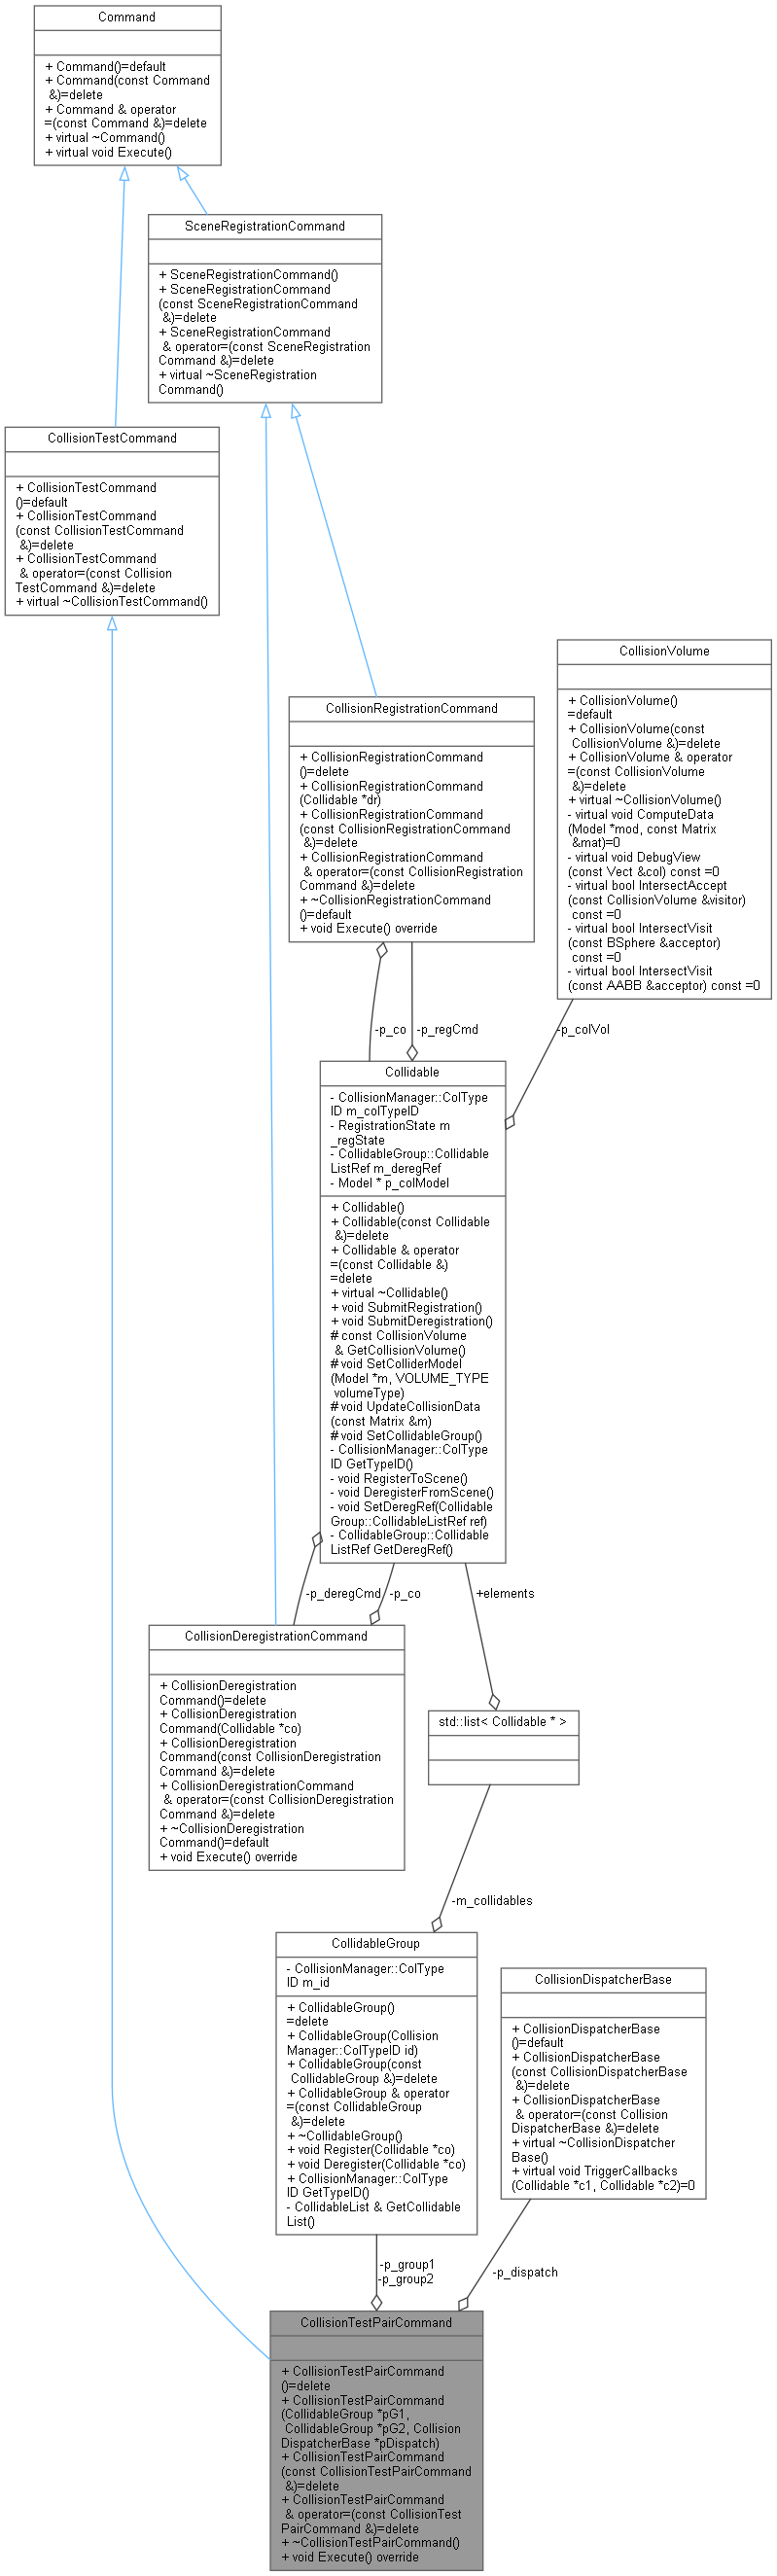 Command
+ Command()=default
+ Command(const Command
&)=delete
+ Command & operator
=(const Command &)=delete
+ virtual ~Command()
+ virtual void Execute()
SceneRegistrationCommand
+ SceneRegistrationCommand()
+ SceneRegistrationCommand
(const SceneRegistrationCommand
&)=delete
+ SceneRegistrationCommand
& operator=(const SceneRegistration
Command &)=delete
+ virtual ~SceneRegistration
Command()
CollisionTestCommand
+ CollisionTestCommand
()=default
+ CollisionTestCommand
(const CollisionTestCommand
&)=delete
+ CollisionTestCommand
& operator=(const Collision
TestCommand &)=delete
+ virtual ~CollisionTestCommand()
CollisionVolume
+ CollisionVolume()
=default
+ CollisionVolume(const
CollisionVolume &)=delete
+ CollisionVolume & operator
=(const CollisionVolume
&)=delete
+ virtual ~CollisionVolume()
- virtual void ComputeData
(Model *mod, const Matrix
&mat)=0
- virtual void DebugView
(const Vect &col) const =0
- virtual bool IntersectAccept
(const CollisionVolume &visitor)
const =0
- virtual bool IntersectVisit
(const BSphere &acceptor)
const =0
- virtual bool IntersectVisit
(const AABB &acceptor) const =0
CollisionRegistrationCommand
+ CollisionRegistrationCommand
()=delete
+ CollisionRegistrationCommand
(Collidable *dr)
+ CollisionRegistrationCommand
(const CollisionRegistrationCommand
&)=delete
+ CollisionRegistrationCommand
& operator=(const CollisionRegistration
Command &)=delete
+ ~CollisionRegistrationCommand
()=default
+ void Execute() override
-p_co
-p_regCmd
-p_colVol
Collidable
- CollisionManager::ColType
ID m_colTypeID
- RegistrationState m
_regState
- CollidableGroup::Collidable
ListRef m_deregRef
- Model * p_colModel
+ Collidable()
+ Collidable(const Collidable
&)=delete
+ Collidable & operator
=(const Collidable &)
=delete
+ virtual ~Collidable()
+ void SubmitRegistration()
+ void SubmitDeregistration()
# const CollisionVolume
& GetCollisionVolume()
# void SetColliderModel
(Model *m, VOLUME_TYPE
volumeType)
# void UpdateCollisionData
(const Matrix &m)
# void SetCollidableGroup()
- CollisionManager::ColType
ID GetTypeID()
- void RegisterToScene()
- void DeregisterFromScene()
- void SetDeregRef(Collidable
Group::CollidableListRef ref)
- CollidableGroup::Collidable
ListRef GetDeregRef()
-p_deregCmd
-p_co
+elements
CollisionDeregistrationCommand
+ CollisionDeregistration
Command()=delete
+ CollisionDeregistration
Command(Collidable *co)
+ CollisionDeregistration
Command(const CollisionDeregistration
Command &)=delete
+ CollisionDeregistrationCommand
& operator=(const CollisionDeregistration
Command &)=delete
+ ~CollisionDeregistration
Command()=default
+ void Execute() override
std::list< Collidable * >
-m_collidables
CollidableGroup
- CollisionManager::ColType
ID m_id
+ CollidableGroup()
=delete
+ CollidableGroup(Collision
Manager::ColTypeID id)
+ CollidableGroup(const
CollidableGroup &)=delete
+ CollidableGroup & operator
=(const CollidableGroup
&)=delete
+ ~CollidableGroup()
+ void Register(Collidable *co)
+ void Deregister(Collidable *co)
+ CollisionManager::ColType
ID GetTypeID()
- CollidableList & GetCollidable
List()
CollisionDispatcherBase
+ CollisionDispatcherBase
()=default
+ CollisionDispatcherBase
(const CollisionDispatcherBase
&)=delete
+ CollisionDispatcherBase
& operator=(const Collision
DispatcherBase &)=delete
+ virtual ~CollisionDispatcher
Base()
+ virtual void TriggerCallbacks
(Collidable *c1, Collidable *c2)=0
-p_group1
-p_group2
-p_dispatch
CollisionTestPairCommand
+ CollisionTestPairCommand
()=delete
+ CollisionTestPairCommand
(CollidableGroup *pG1,
CollidableGroup *pG2, Collision
DispatcherBase *pDispatch)
+ CollisionTestPairCommand
(const CollisionTestPairCommand
&)=delete
+ CollisionTestPairCommand
& operator=(const CollisionTest
PairCommand &)=delete
+ ~CollisionTestPairCommand()
+ void Execute() override